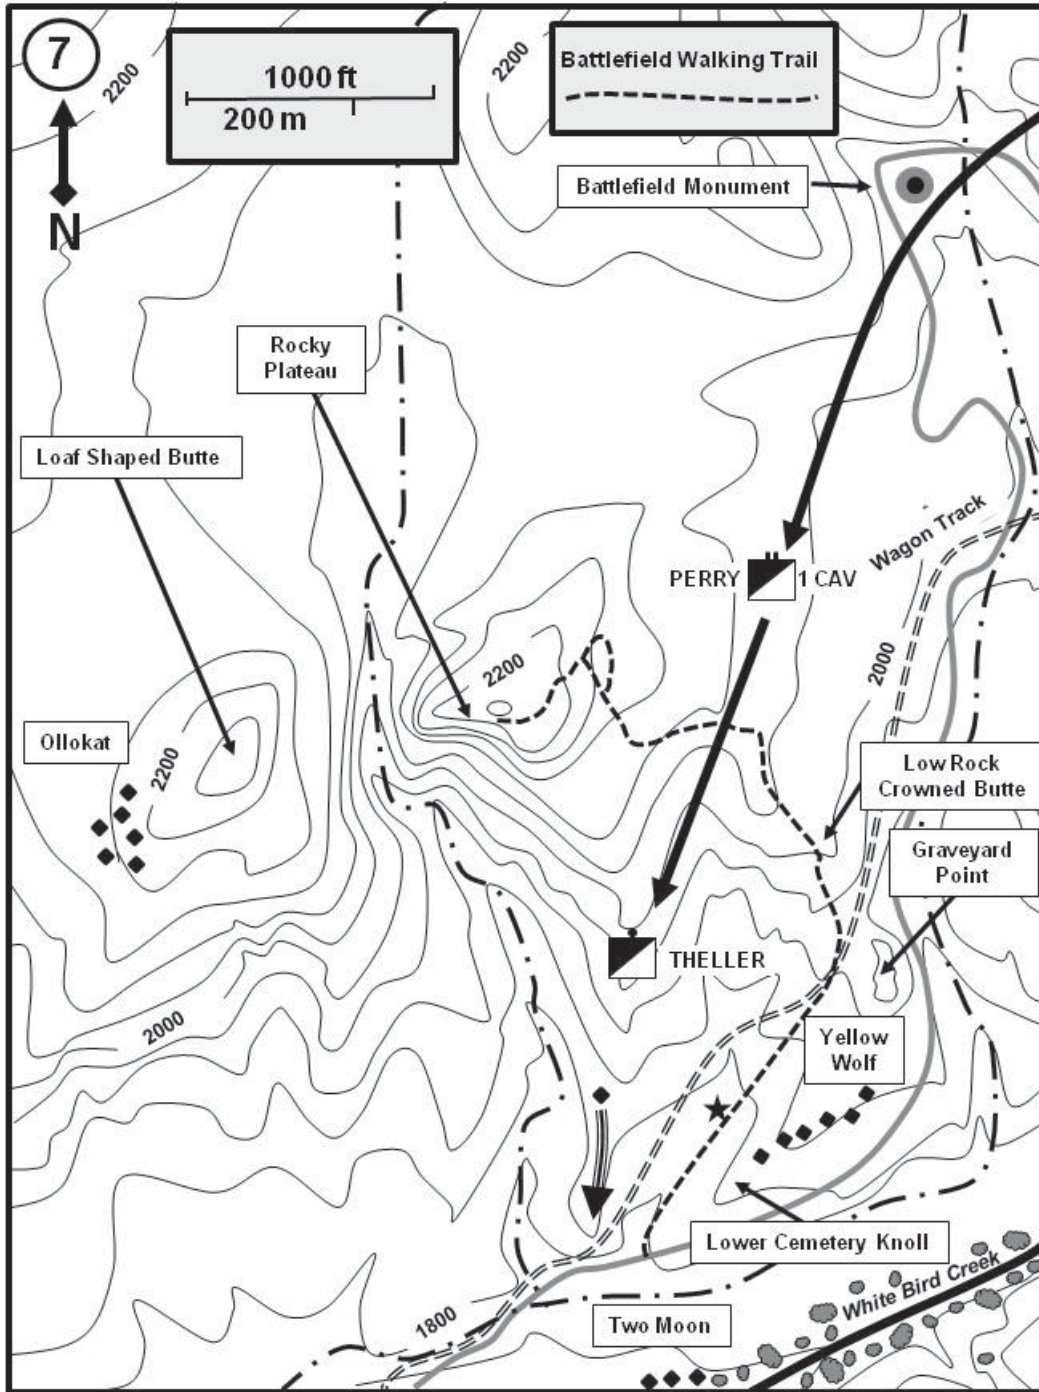 7
N
2200
1000 ft
200 m
2200
Battlefield Walking Trail
Battlefield Monument
Rocky
Plateau
Loaf Shaped Butte
Wagon Track
PERRY
1 CAV
2000
2200
Ollokat
2200
Low Rock
Crowned Butte
Graveyard
Point
THELLER
2000
Yellow
Wolf
Lower Cemetery Knoll
White Bird Creek
1800
Two Moon